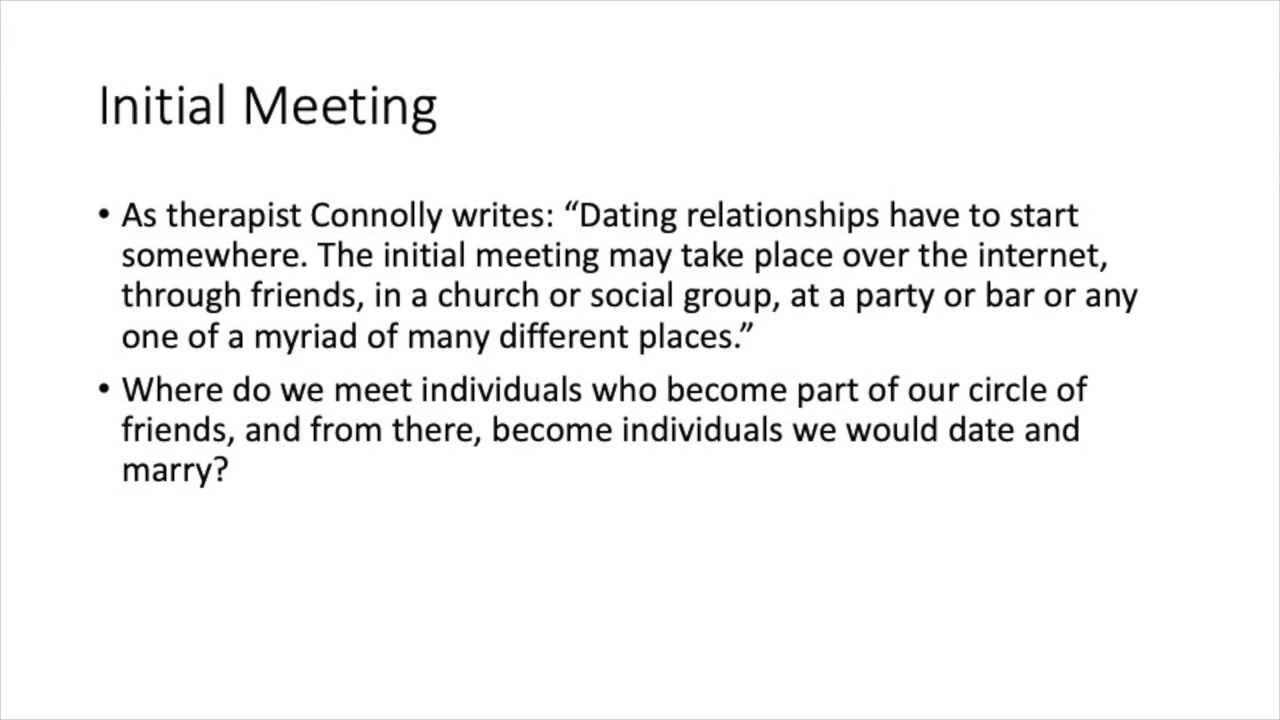 Initial Meeting
• As therapist Connolly writes: “Dating relationships have to start
somewhere. The initial meeting may take place over the internet,
through friends, in a church or social group, at a party or bar or any
one of a myriad of many different places.”
• Where do we meet individuals who become part of our circle of
friends, and from there, become individuals we would date and
marry?